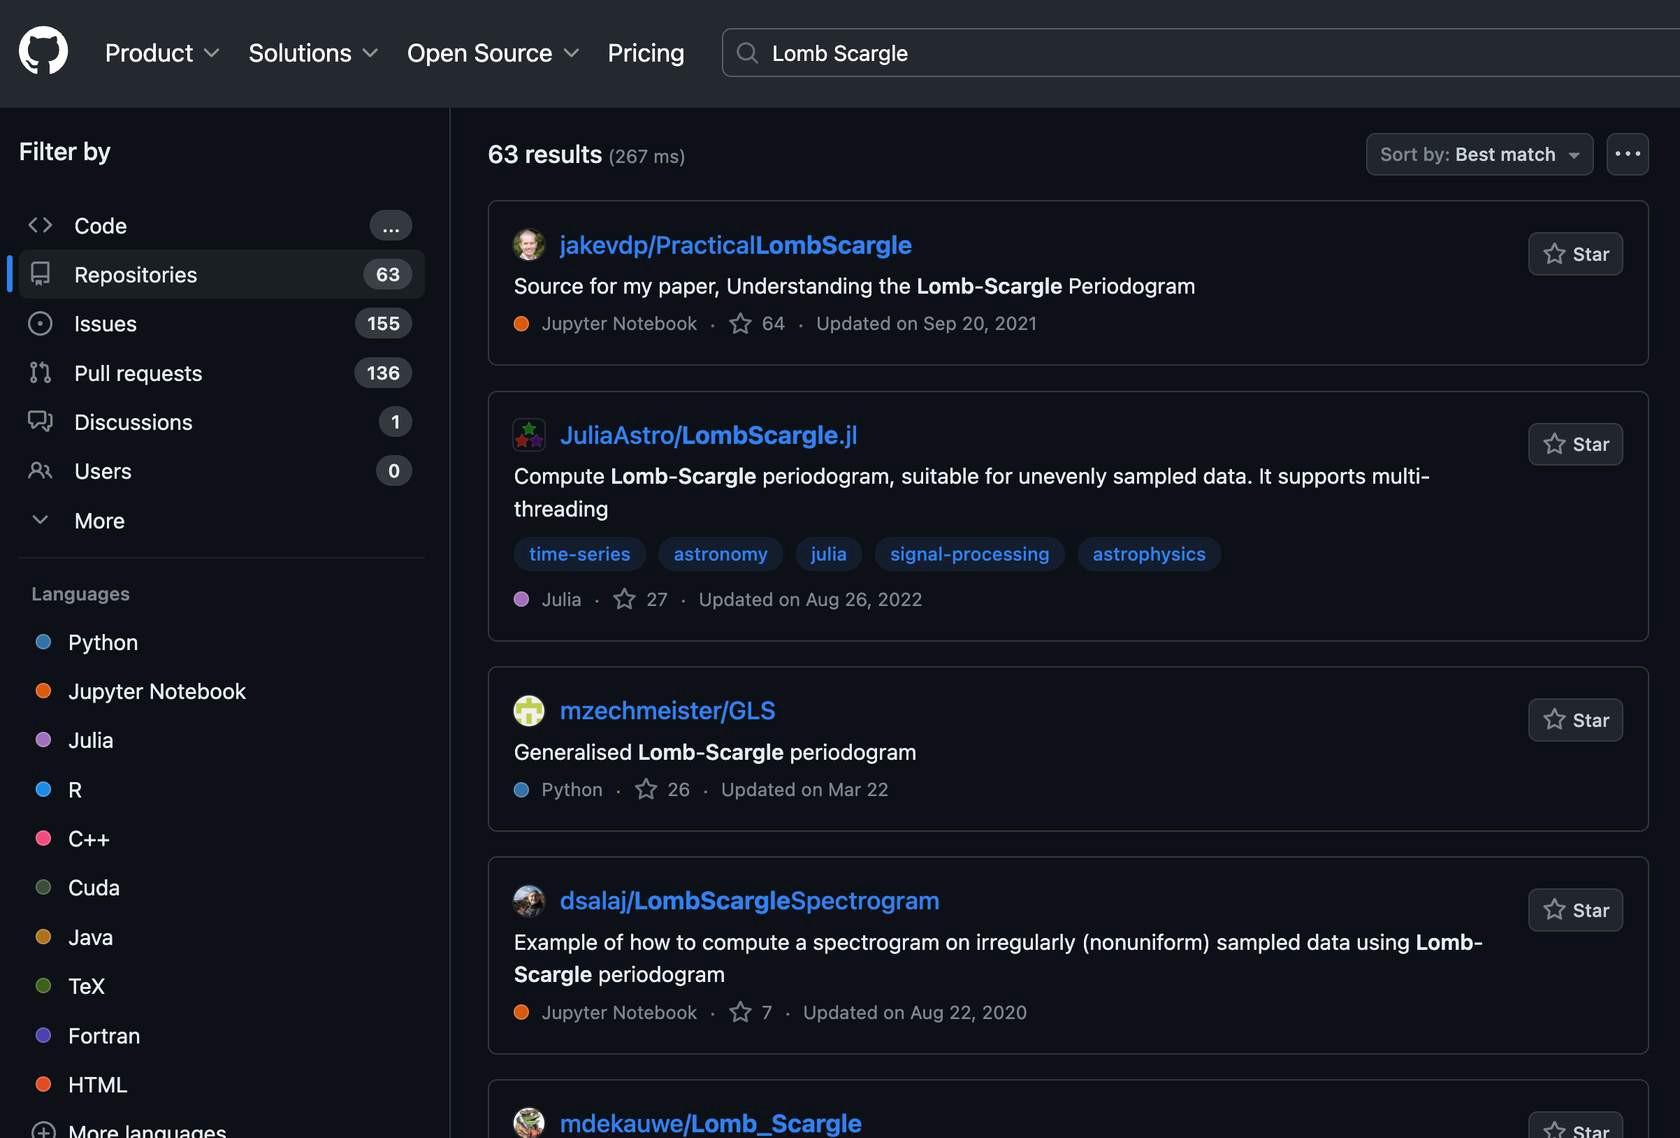 Product Solutions Open Source Pricing Lomb Scargle
Filter by
Code ...
Repositories 63
Issues 155
Pull requests 136
Discussions 1
Users 0
More
Languages
Python
Jupyter Notebook
Julia
R
C++
Cuda
Java
TeX
Fortran
HTML
More languages
63 results (267 ms)
Sort by: Best match
jakevdp/PracticalLombScargle
Star
Source for my paper, Understanding the Lomb-Scargle Periodogram
Jupyter Notebook · 64 · Updated on Sep 20, 2021
JuliaAstro/LombScargle.jl
Star
Compute Lomb-Scargle periodogram, suitable for unevenly sampled data. It supports multi-
threading
time-series astronomy julia signal-processing astrophysics
Julia · 27 · Updated on Aug 26, 2022
mzechmeister/GLS
Star
Generalised Lomb-Scargle periodogram
Python · 26 · Updated on Mar 22
dsalaj/LombScargleSpectrogram
Star
Example of how to compute a spectrogram on irregularly (nonuniform) sampled data using Lomb-
Scargle periodogram
Jupyter Notebook · 7 · Updated on Aug 22, 2020
mdekauwe/Lomb_Scargle
Star